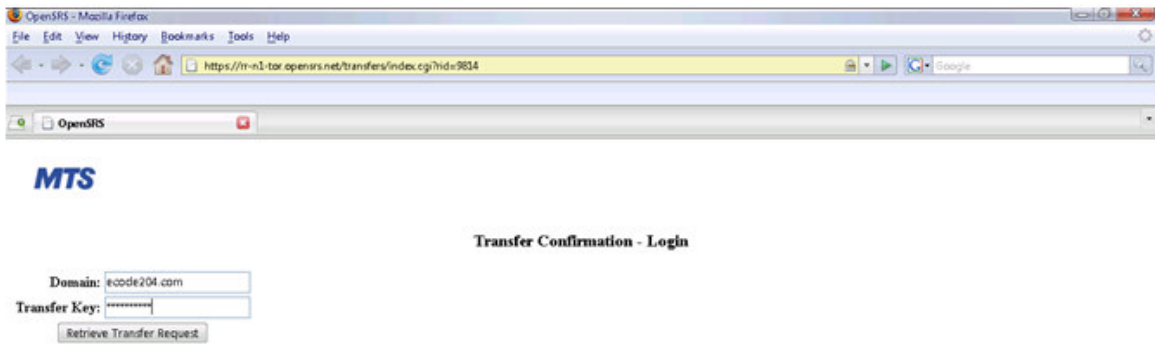 OpenSRS - Mozilla Firefox
File Edit View History Bookmarks Tools Help
https://rr-n1-tor.opensrs.net/transfers/index.cgi?rid=9814
Google
OpenSRS
MTS
Transfer Confirmation - Login
Domain: ecode204.com
Transfer Key: **********
Retrieve Transfer Request